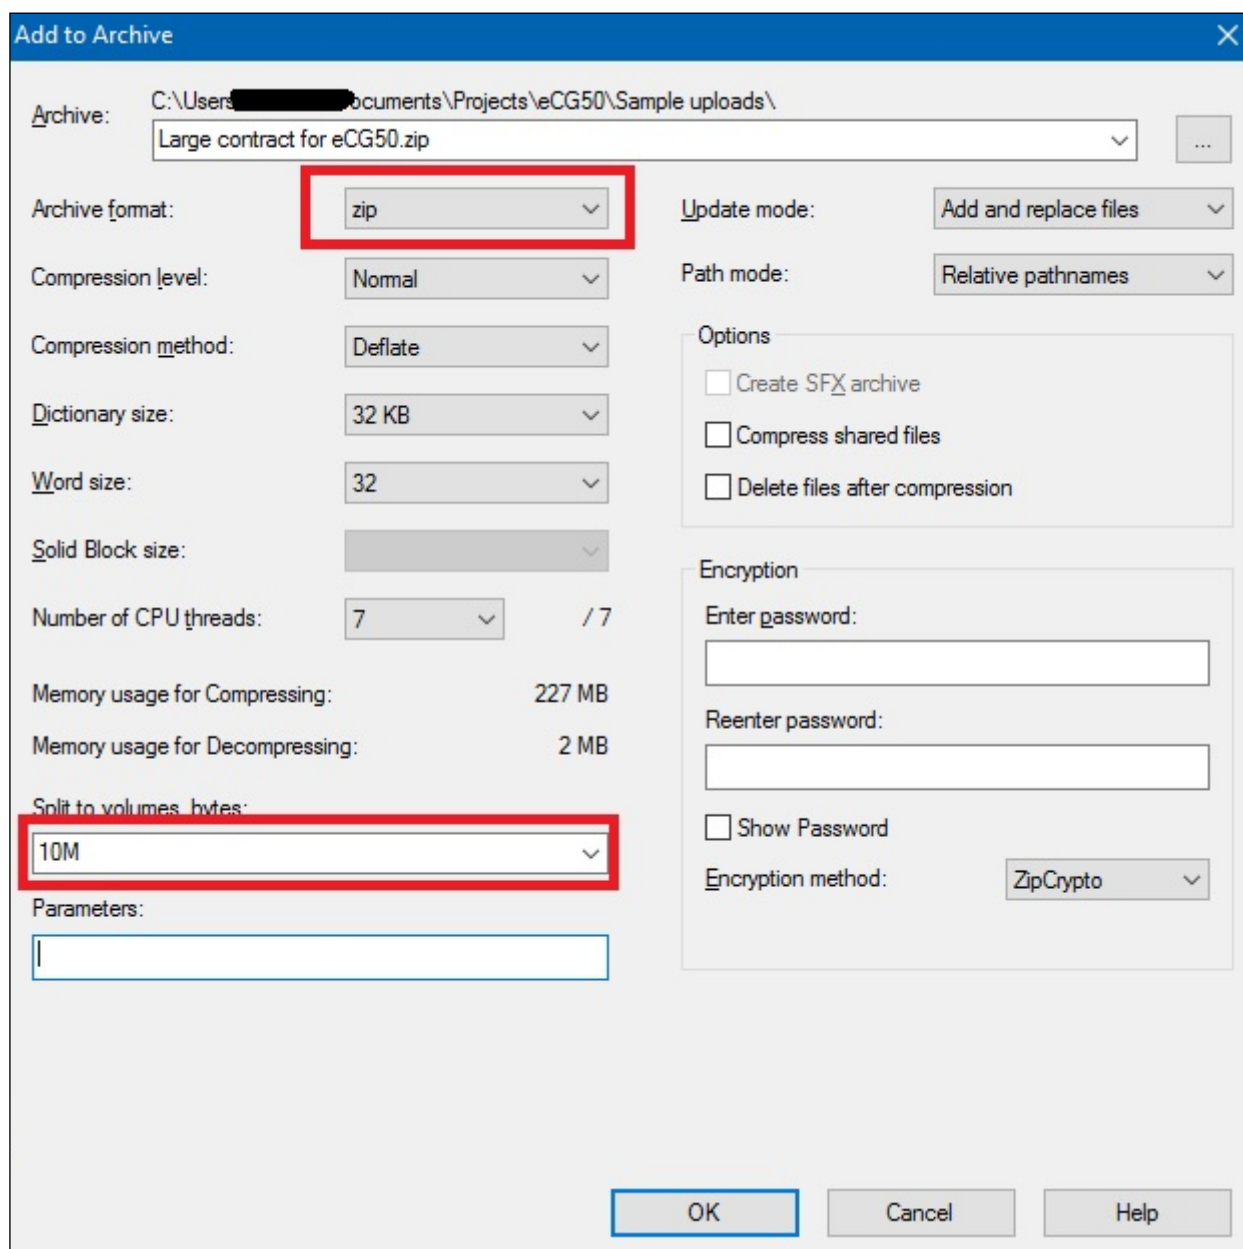 Add to Archive
Archive:
C:\Users ocuments\Projects\eCG50\Sample uploads\
Large contract for eCG50.zip
...
Archive format:
zip
Compression level:
Normal
Compression method:
Deflate
Dictionary size:
32 KB
Word size:
32
Solid Block size:
Number of CPU threads:
7
/ 7
Memory usage for Compressing:
227 MB
Memory usage for Decompressing:
2 MB
Split to volumes, bytes:
10M
Parameters:
Update mode:
Add and replace files
Path mode:
Relative pathnames
Options
Create SFX archive
Compress shared files
Delete files after compression
Encryption
Enter password:
Reenter password:
Show Password
Encryption method:
ZipCrypto
OK
Cancel
Help